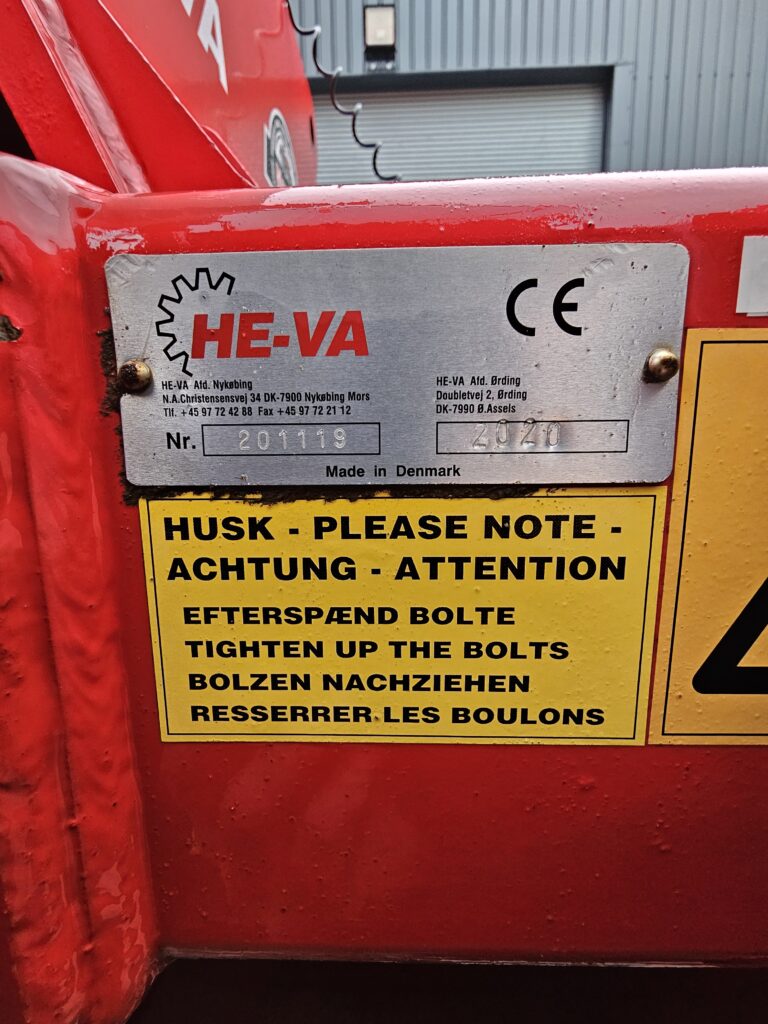 VA
HE-VA
CE
HE-VA Afd. Nykøbing
N.A.Christensensvej 34 DK-7900 Nykøbing Mors
Tlf. +45 97 72 42 88 Fax +45 97 72 21 12
HE-VA Afd. Ørding
Doubletvej 2, Ørding
DK-7990 Ø.Assels
Nr. 201119
2020
Made in Denmark
HUSK - PLEASE NOTE -
ACHTUNG - ATTENTION
EFTERSPÆND BOLTE
TIGHTEN UP THE BOLTS
BOLZEN NACHZIEHEN
RESSERRER LES BOULONS